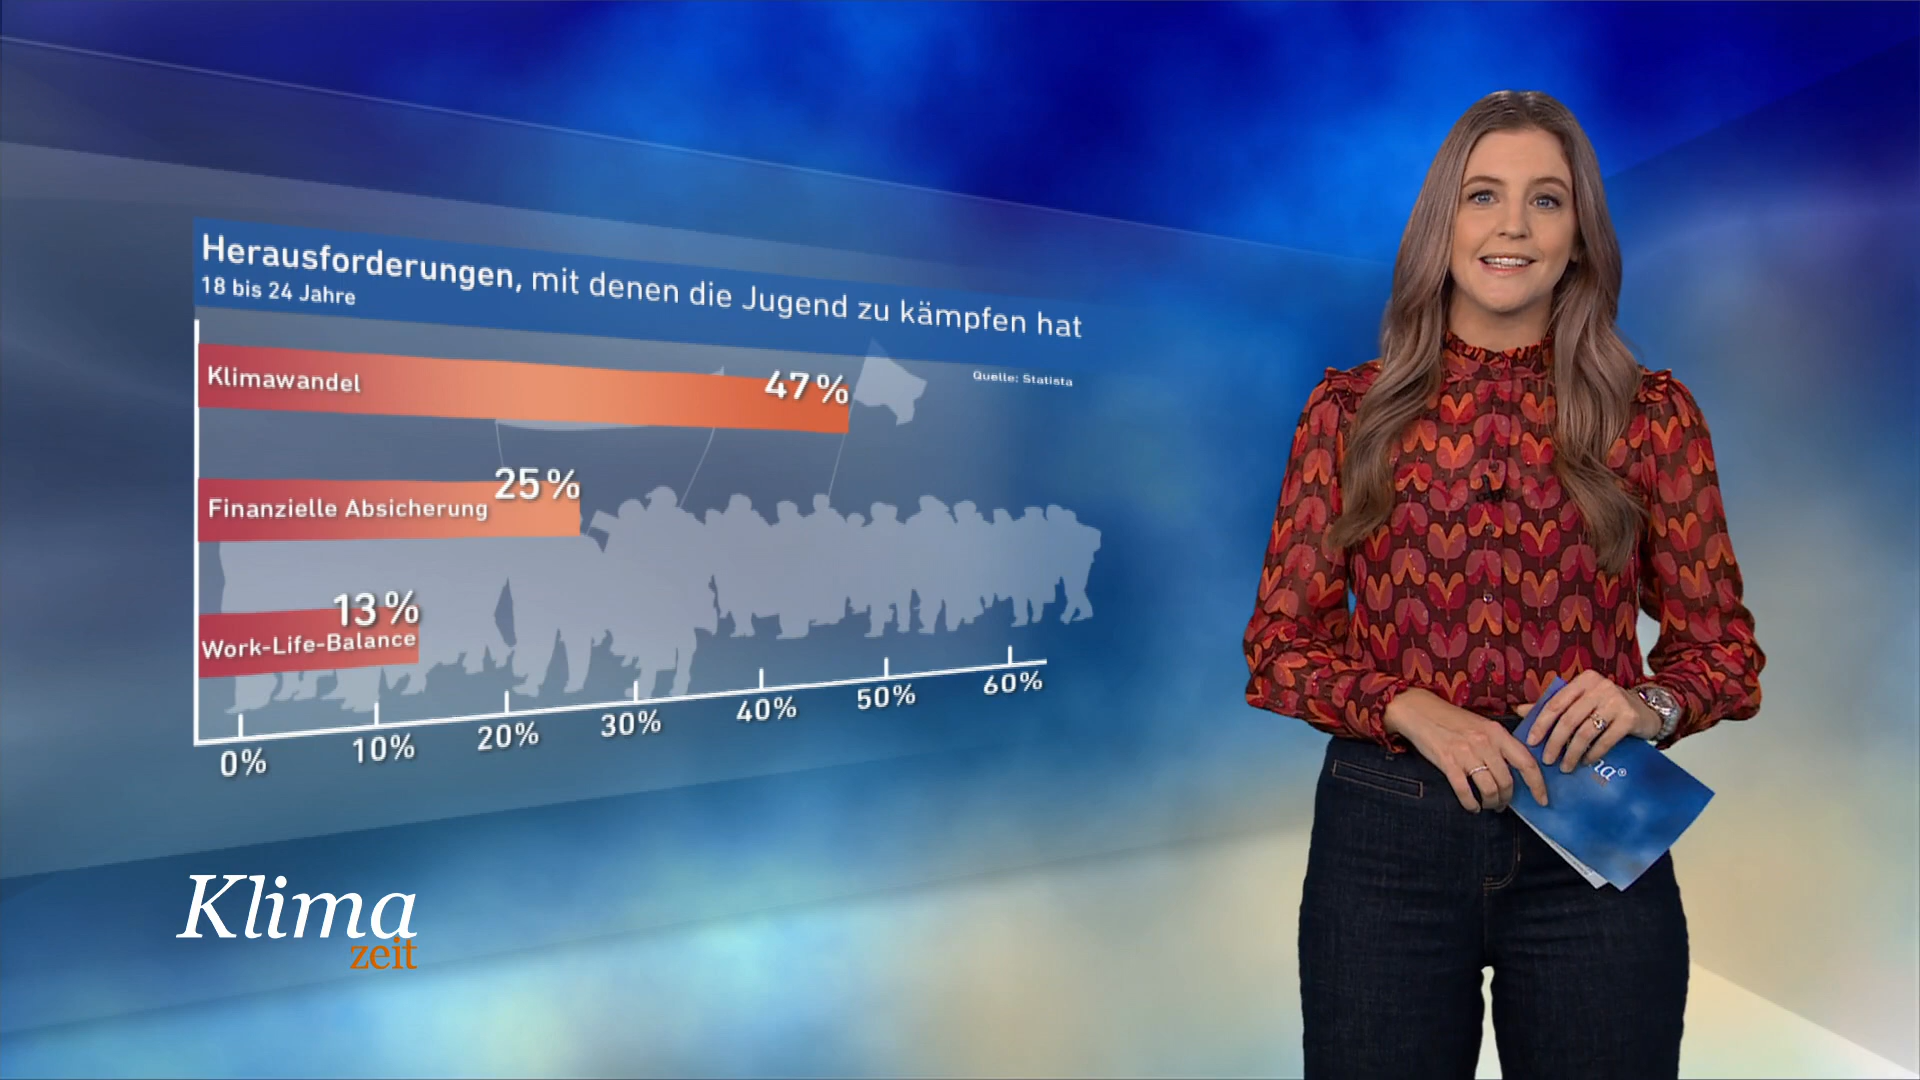 Herausforderungen, mit denen die Jugend zu kämpfen hat
18 bis 24 Jahre
Quelle: Statista
Klimawandel
47%
Finanzielle Absicherung
25%
Work-Life-Balance
13%
0% 10% 20% 30% 40% 50% 60%
Klima
zeit